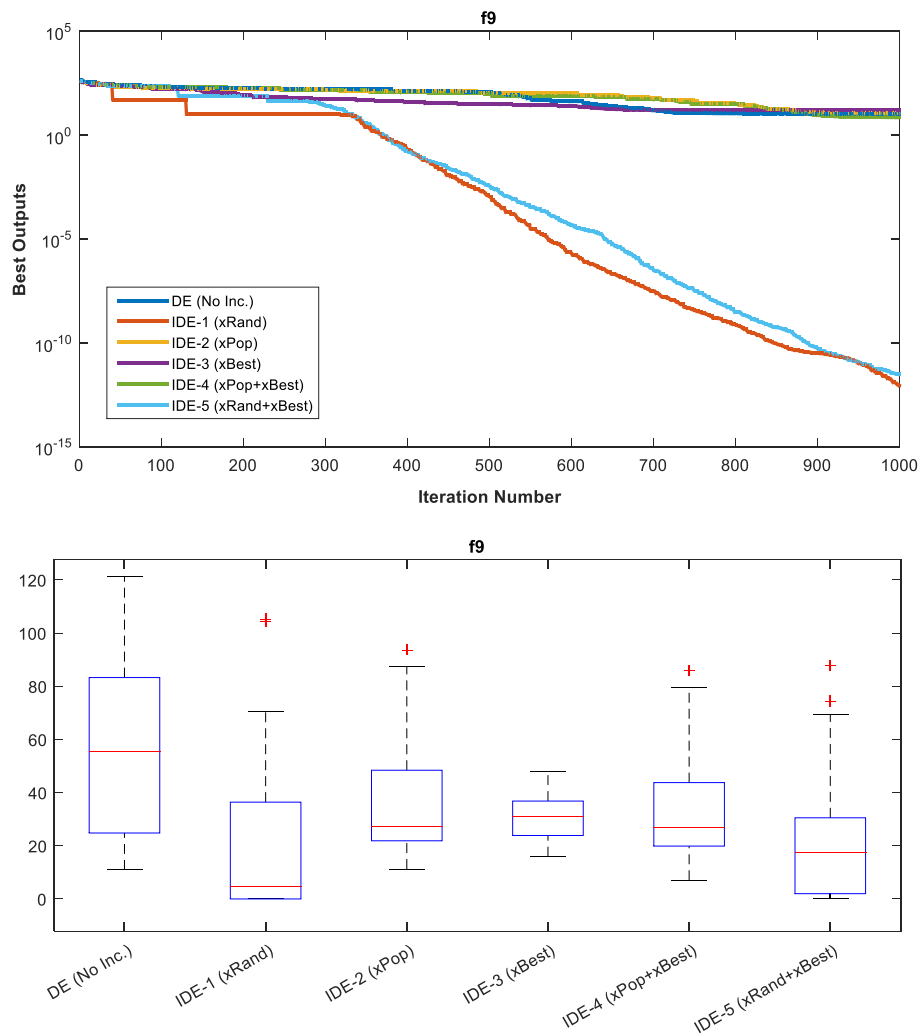 f9
10^5
10^0
10^-5
10^-10
10^-15
Best Outputs
DE (No Inc.)
IDE-1 (xRand)
IDE-2 (xPop)
IDE-3 (xBest)
IDE-4 (xPop+xBest)
IDE-5 (xRand+xBest)
0 100 200 300 400 500 600 700 800 900 1000
Iteration Number
f9
120
100
80
60
40
20
0
DE (No Inc.)
IDE-1 (xRand)
IDE-2 (xPop)
IDE-3 (xBest)
IDE-4 (xPop+xBest)
IDE-5 (xRand+xBest)